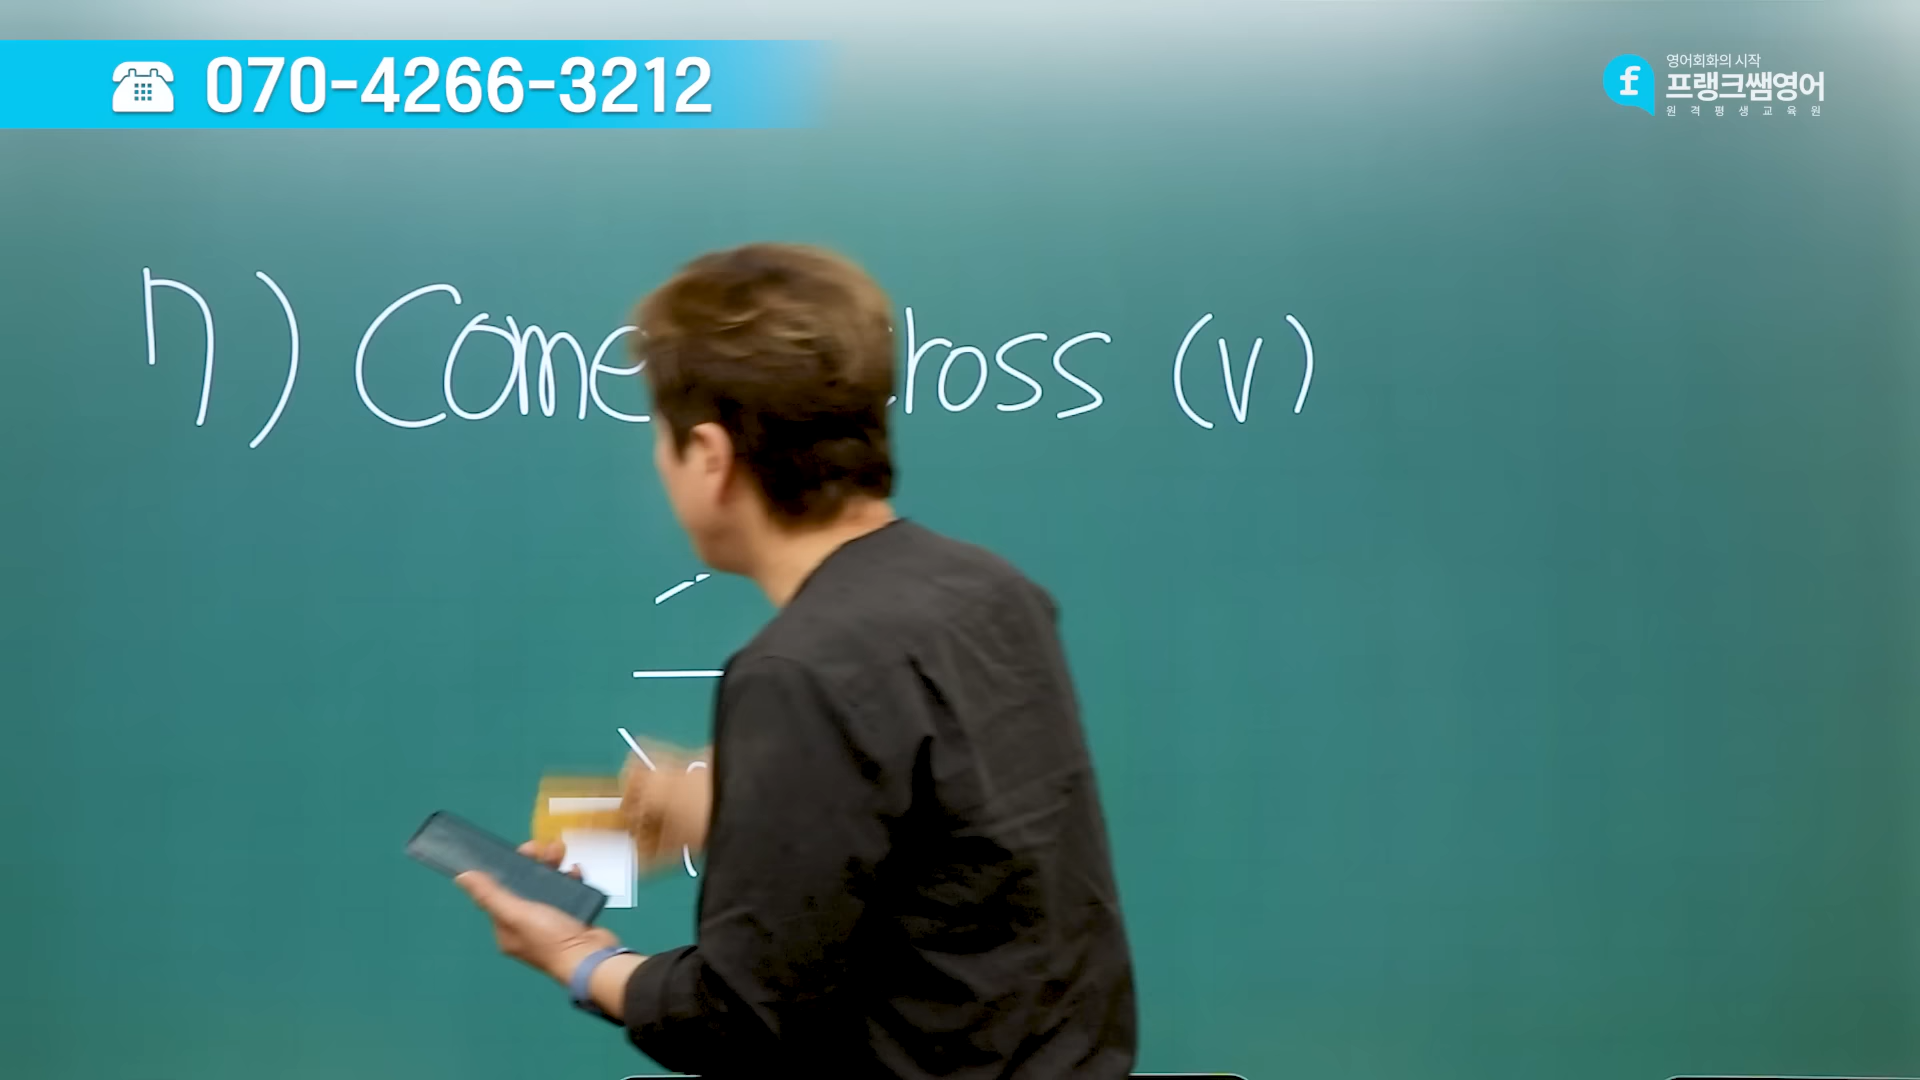 070-4266-3212
영어회화의 시작
프랭크쌤영어
원격평생교육원
7) Come ross (v)